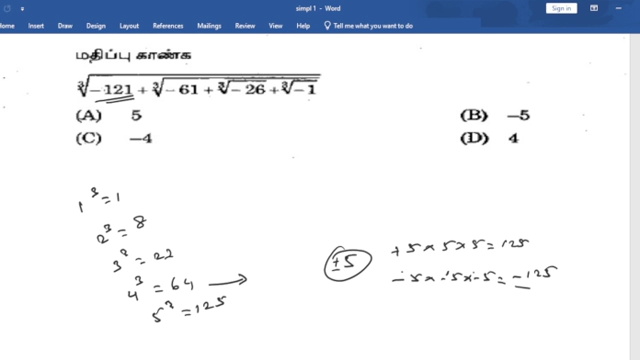 simpl 1 - Word
Sign in
Home Insert Draw Design Layout References Mailings Review View Help Tell me what you want to do
மதிப்பு காண்க
∛(−121 + ∛(−61 + ∛(−26 + ∛−1)))
(A) 5 (B) −5
(C) −4 (D) 4
1³ = 1
2³ = 8
3³ = 27
4³ = 64 →
5³ = 125
±5
+5 × 5 × 5 = 125
−5 × −5 × −5 = −125